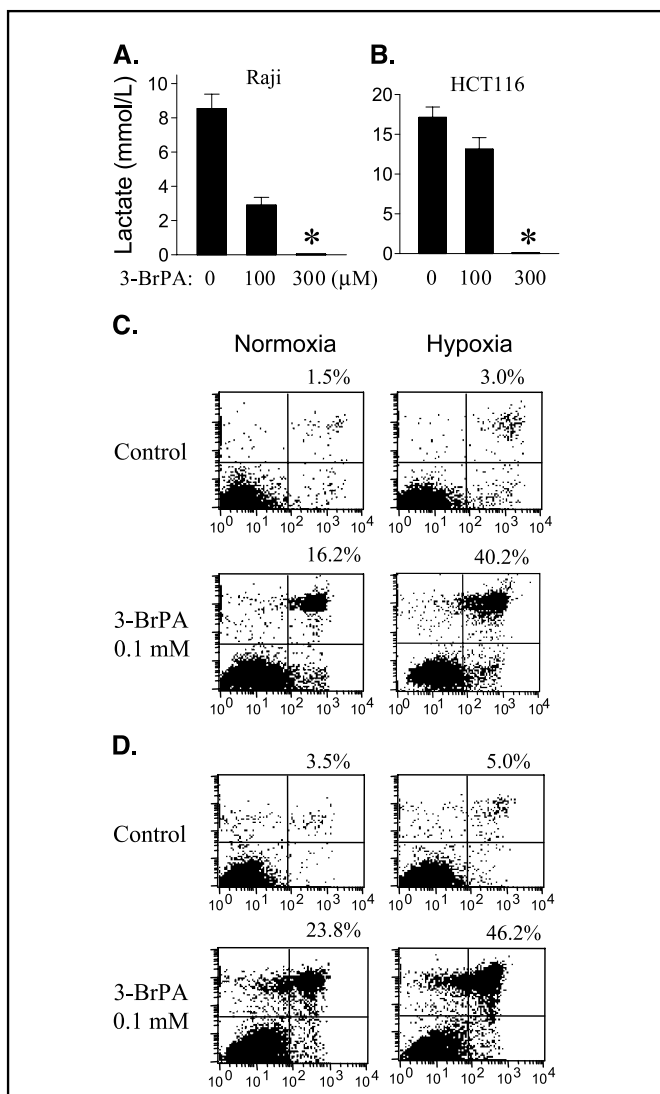 A.
Raji
Lactate (mmol/L)
10
8
6
4
2
0
*
3-BrPA: 0 100 300 (µM)
B.
HCT116
20
15
10
5
0
*
0 100 300
C.
Normoxia Hypoxia
1.5% 3.0%
Control
10⁰ 10¹ 10² 10³ 10⁴ 10⁰ 10¹ 10² 10³ 10⁴
16.2% 40.2%
3-BrPA
0.1 mM
10⁰ 10¹ 10² 10³ 10⁴ 10⁰ 10¹ 10² 10³ 10⁴
D.
3.5% 5.0%
Control
10⁰ 10¹ 10² 10³ 10⁴ 10⁰ 10¹ 10² 10³ 10⁴
23.8% 46.2%
3-BrPA
0.1 mM
10⁰ 10¹ 10² 10³ 10⁴ 10⁰ 10¹ 10² 10³ 10⁴